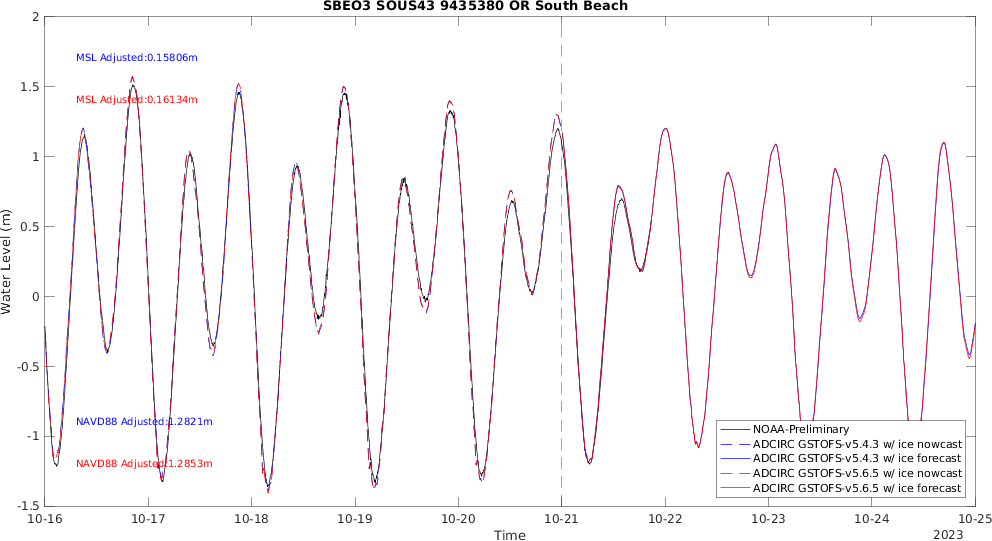 SBEO3 SOUS43 9435380 OR South Beach
MSL Adjusted:0.15806m
MSL Adjusted:0.16134m
NAVD88 Adjusted:1.2821m
NAVD88 Adjusted:1.2853m
Water Level (m)
2
1.5
1
0.5
0
-0.5
-1
-1.5
NOAA-Preliminary
ADCIRC GSTOFS-v5.4.3 w/ ice nowcast
ADCIRC GSTOFS-v5.4.3 w/ ice forecast
ADCIRC GSTOFS-v5.6.5 w/ ice nowcast
ADCIRC GSTOFS-v5.6.5 w/ ice forecast
10-16 10-17 10-18 10-19 10-20 10-21 10-22 10-23 10-24 10-25
Time
2023